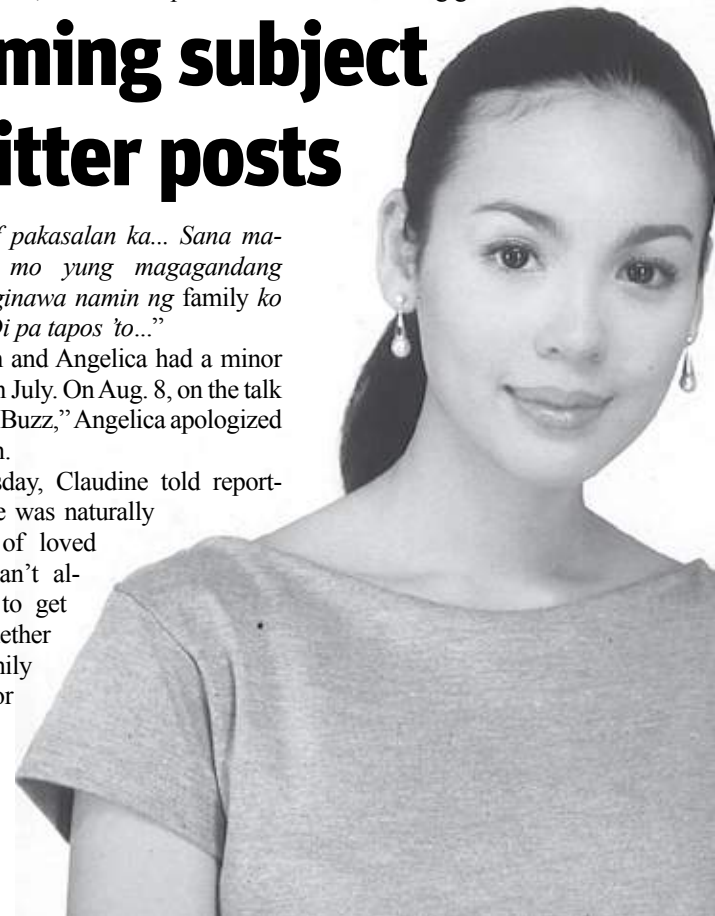 ming subject
itter posts
f pakasalan ka... Sana ma-
mo yung magagandang
ginawa namin ng family ko
Di pa tapos 'to...”
n and Angelica had a minor
n July. On Aug. 8, on the talk
Buzz,” Angelica apologized
n.
sday, Claudine told report-
e was naturally
of loved
an’t al-
to get
ether
ily
or